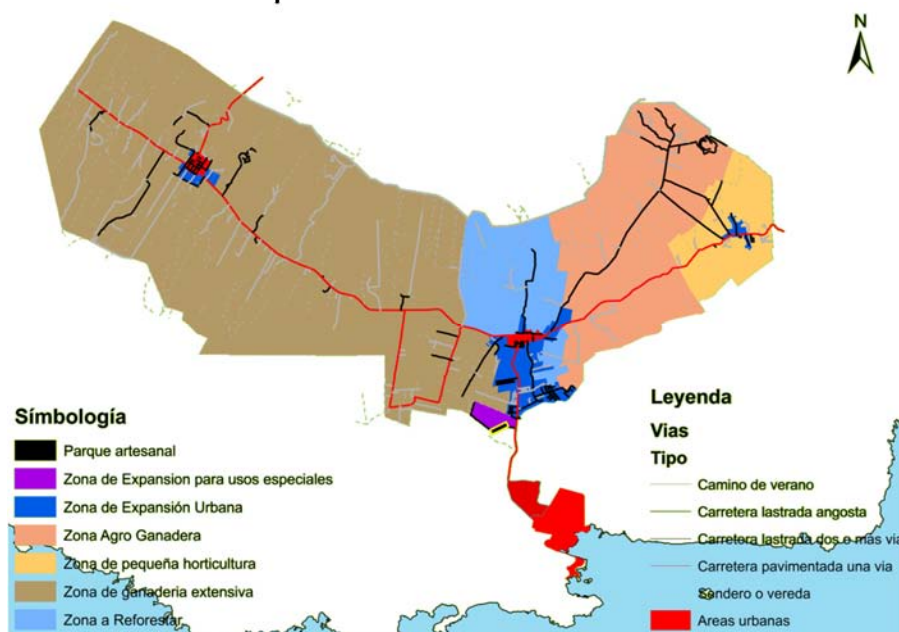 N
Símbología
Parque artesanal
Zona de Expansion para usos especiales
Zona de Expansión Urbana
Zona Agro Ganadera
Zona de pequeña horticultura
Zona de ganaderia extensiva
Zona a Reforestar
Leyenda
Vias
Tipo
Camino de verano
Carretera lastrada angosta
Carretera lastrada dos o más vía
Carretera pavimentada una via
Sendero o vereda
Areas urbanas